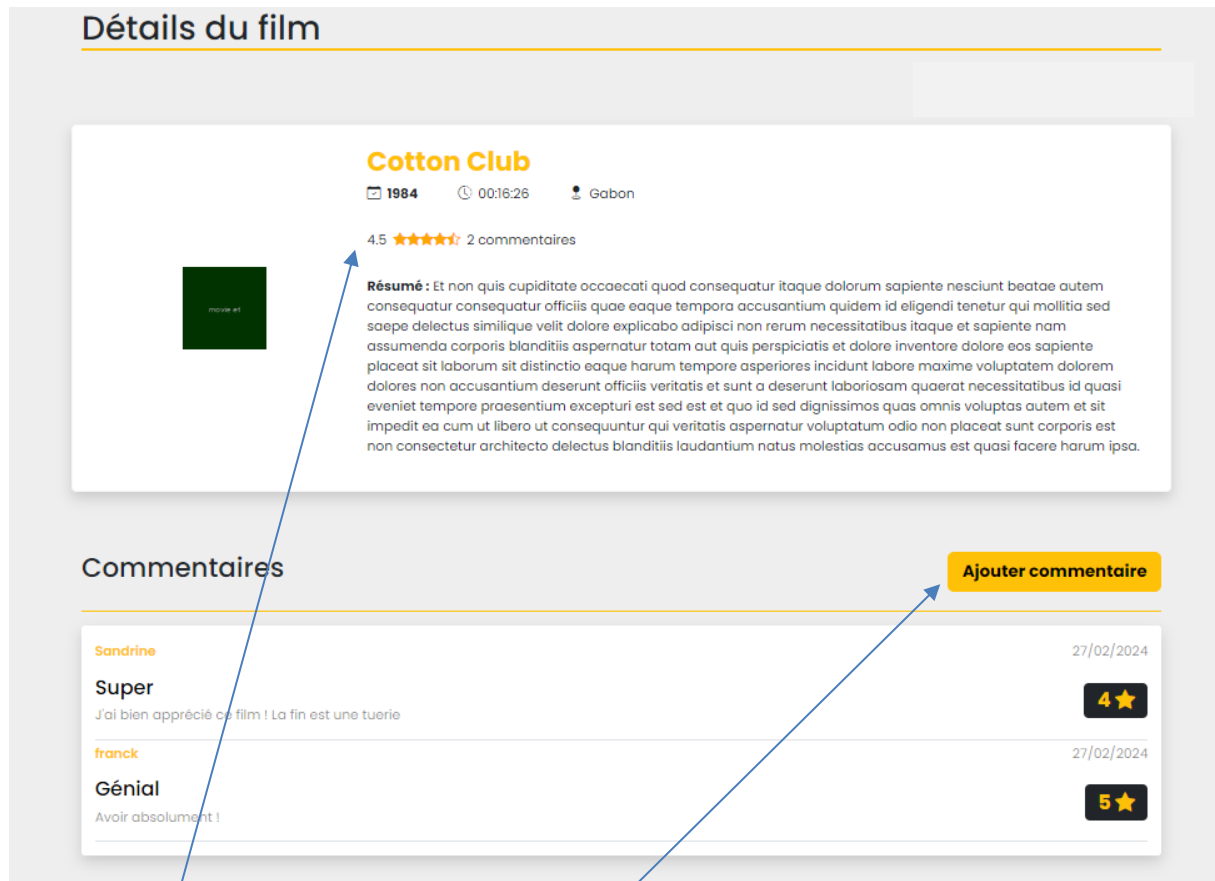 Détails du film
Cotton Club
1984 00:16:26 Gabon
4.5 2 commentaires
movie et
Résumé : Et non quis cupiditate occaecati quod consequatur itaque dolorum sapiente nesciunt beatae autem
consequatur consequatur officiis quae eaque tempora accusantium quidem id eligendi tenetur qui mollitia sed
saepe delectus similique velit dolore explicabo adipisci non rerum necessitatibus itaque et sapiente nam
assumenda corporis blanditiis aspernatur totam aut quis perspiciatis et dolore inventore dolore eos sapiente
placeat sit laborum sit distinctio eaque harum tempore asperiores incidunt labore maxime voluptatem dolorem
dolores non accusantium deserunt officiis veritatis et sunt a deserunt laboriosam quaerat necessitatibus id quasi
eveniet tempore praesentium excepturi est sed est et quo id sed dignissimos quas omnis voluptas autem et sit
impedit ea cum ut libero ut consequuntur qui veritatis aspernatur voluptatum odio non placeat sunt corporis est
non consectetur architecto delectus blanditiis laudantium natus molestias accusamus est quasi facere harum ipsa.
Commentaires
Ajouter commentaire
Sandrine 27/02/2024
Super
4
J'ai bien apprécié ce film ! La fin est une tuerie
franck 27/02/2024
Génial
5
Avoir absolument !